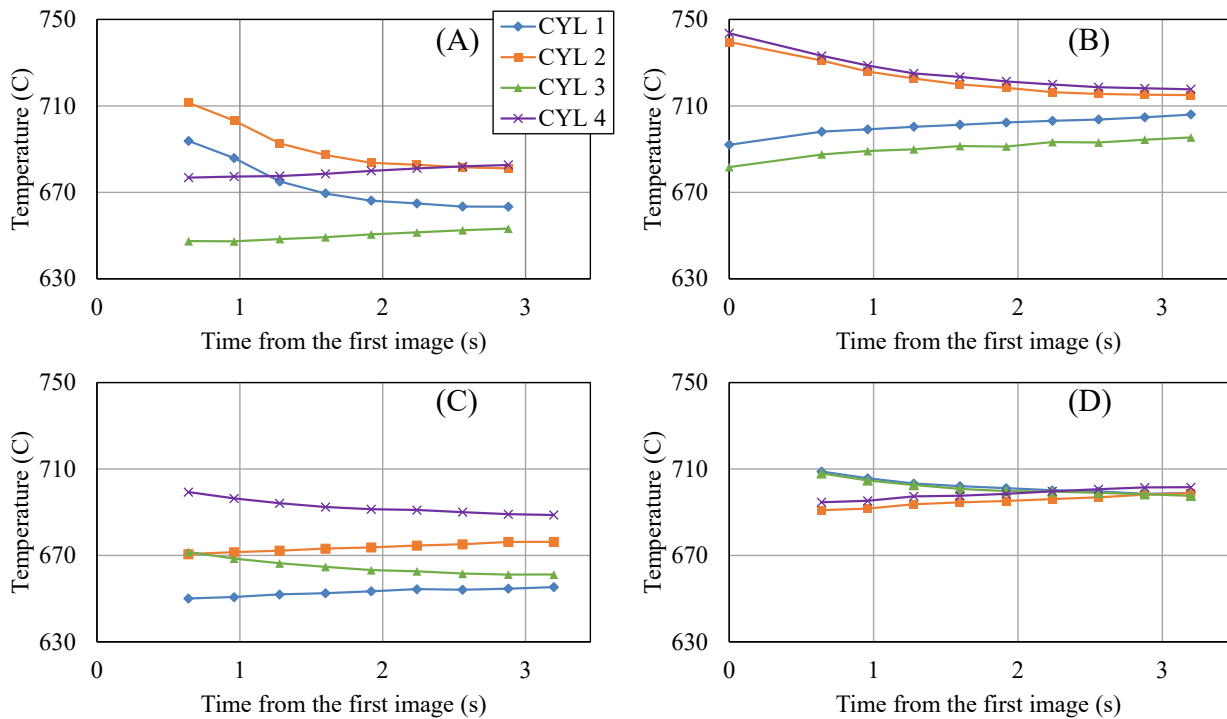 (A)
CYL 1
CYL 2
CYL 3
CYL 4
750
710
670
630
0 1 2 3
Temperature (C)
Time from the first image (s)
(B)
750
710
670
630
0 1 2 3
Temperature (C)
Time from the first image (s)
(C)
750
710
670
630
0 1 2 3
Temperature (C)
Time from the first image (s)
(D)
750
710
670
630
0 1 2 3
Temperature (C)
Time from the first image (s)